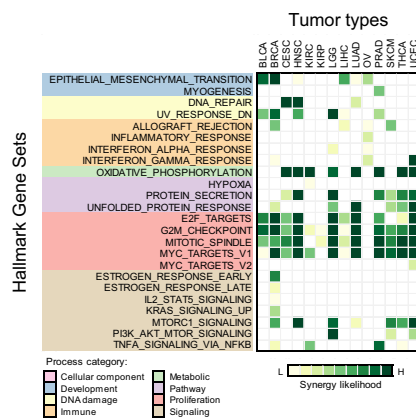 Tumor types
BLCA
BRCA
CESC
HNSC
KIRC
KIRP
LGG
LIHC
LUAD
OV
PRAD
SKCM
THCA
UCEC
Hallmark Gene Sets
EPITHELIAL_MESENCHYMAL_TRANSITION
MYOGENESIS
DNA_REPAIR
UV_RESPONSE_DN
ALLOGRAFT_REJECTION
INFLAMMATORY_RESPONSE
INTERFERON_ALPHA_RESPONSE
INTERFERON_GAMMA_RESPONSE
OXIDATIVE_PHOSPHORYLATION
HYPOXIA
PROTEIN_SECRETION
UNFOLDED_PROTEIN_RESPONSE
E2F_TARGETS
G2M_CHECKPOINT
MITOTIC_SPINDLE
MYC_TARGETS_V1
MYC_TARGETS_V2
ESTROGEN_RESPONSE_EARLY
ESTROGEN_RESPONSE_LATE
IL2_STAT5_SIGNALING
KRAS_SIGNALING_UP
MTORC1_SIGNALING
PI3K_AKT_MTOR_SIGNALING
TNFA_SIGNALING_VIA_NFKB
Process category:
Cellular component
Development
DNA damage
Immune
Metabolic
Pathway
Proliferation
Signaling
L H
Synergy likelihood